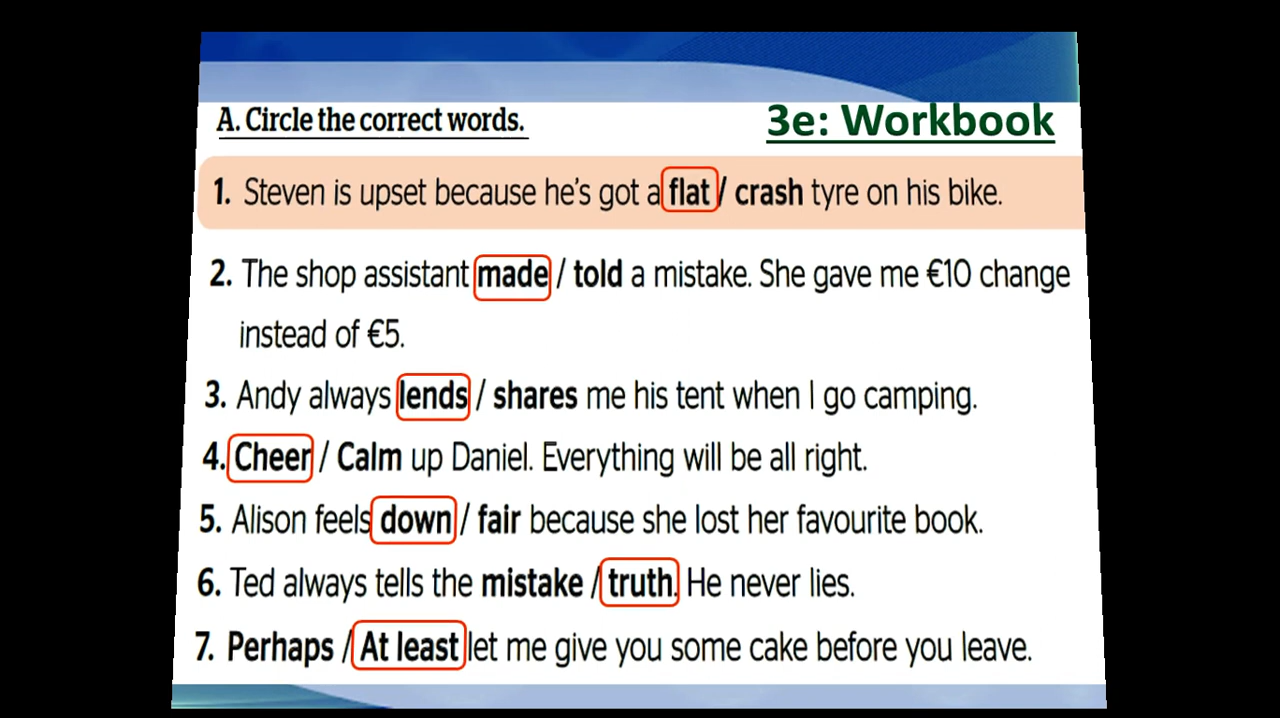 A. Circle the correct words.
3e: Workbook
1. Steven is upset because he's got a flat / crash tyre on his bike.
2. The shop assistant made / told a mistake. She gave me €10 change
instead of €5.
3. Andy always lends / shares me his tent when I go camping.
4. Cheer / Calm up Daniel. Everything will be all right.
5. Alison feels down / fair because she lost her favourite book.
6. Ted always tells the mistake / truth. He never lies.
7. Perhaps / At least let me give you some cake before you leave.